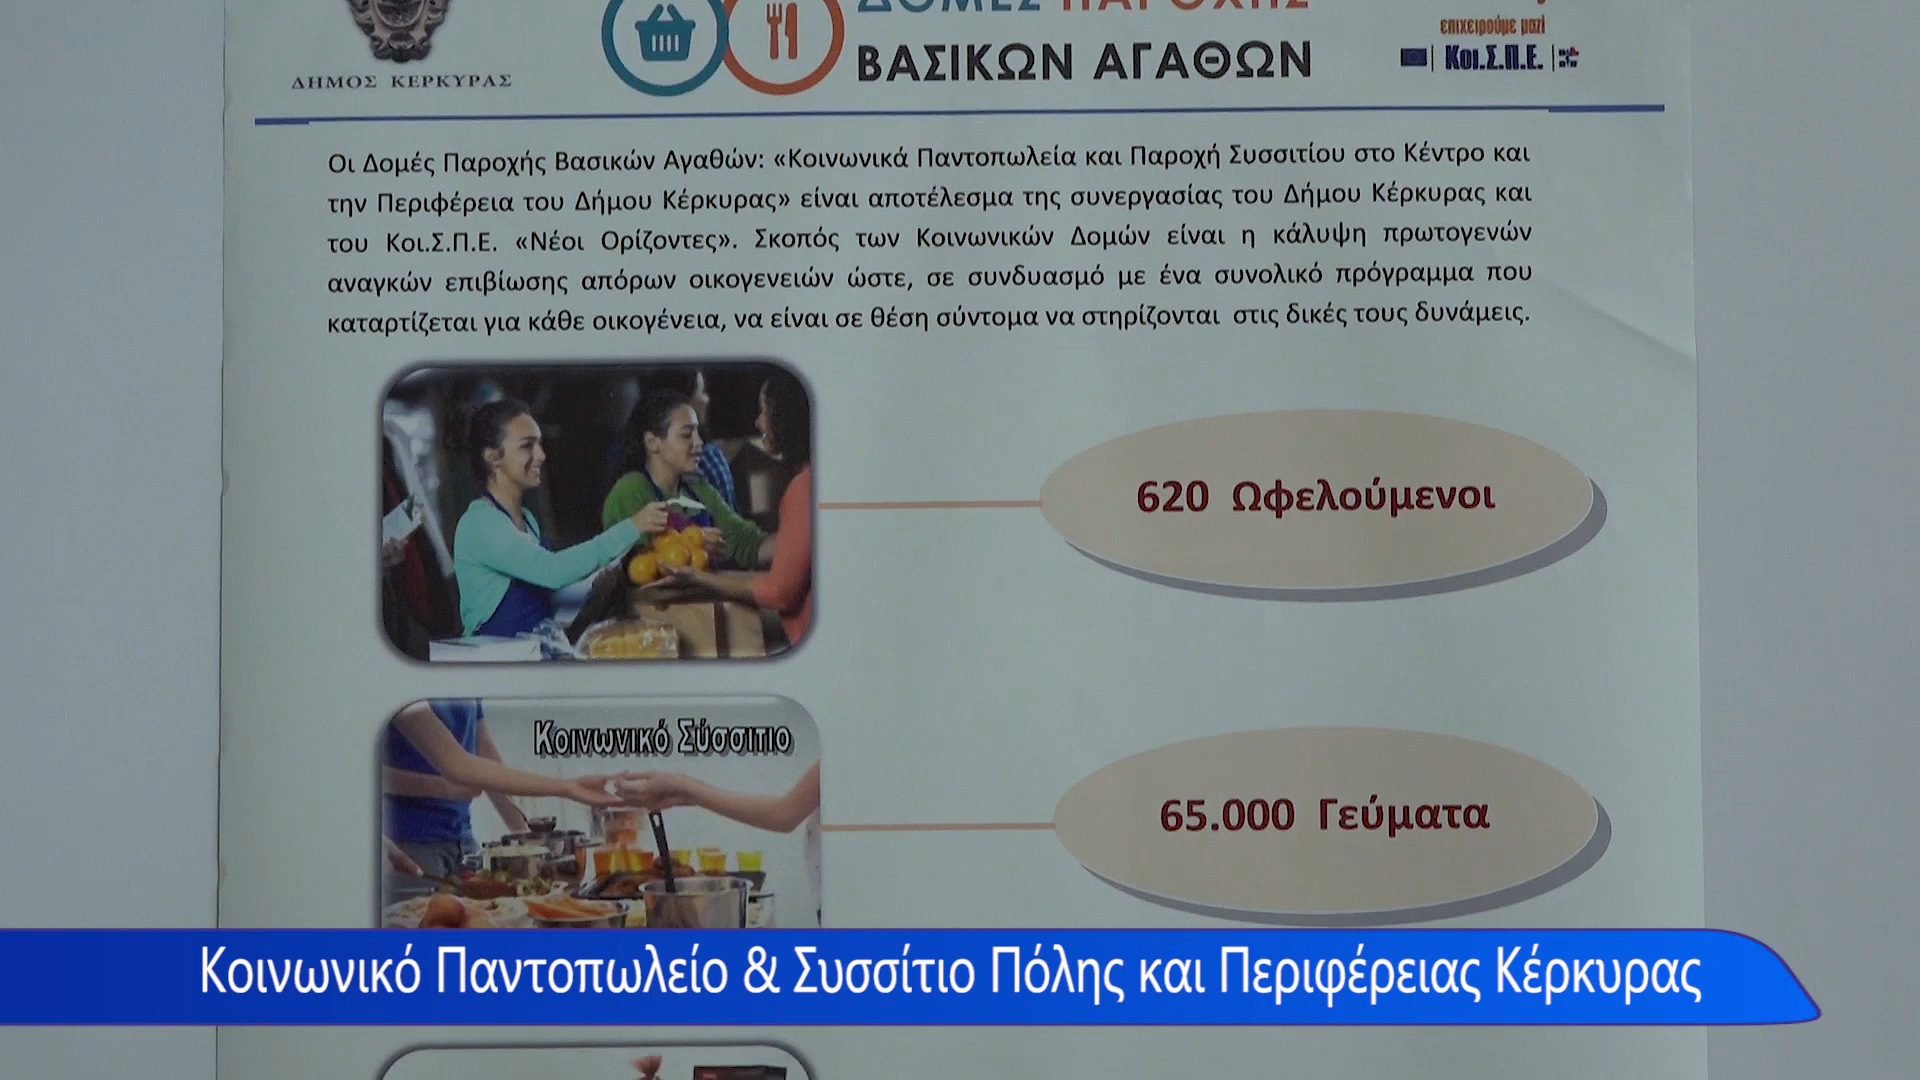 ΔΟΜΕΣ ΠΑΡΟΧΗΣ
ΒΑΣΙΚΩΝ ΑΓΑΘΩΝ
ΔΗΜΟΣ ΚΕΡΚΥΡΑΣ
επιχειρούμε μαζί
Κοι.Σ.Π.Ε.
Οι Δομές Παροχής Βασικών Αγαθών: «Κοινωνικά Παντοπωλεία και Παροχή Συσσιτίου στο Κέντρο και
την Περιφέρεια του Δήμου Κέρκυρας» είναι αποτέλεσμα της συνεργασίας του Δήμου Κέρκυρας και
του Κοι.Σ.Π.Ε. «Νέοι Ορίζοντες». Σκοπός των Κοινωνικών Δομών είναι η κάλυψη πρωτογενών
αναγκών επιβίωσης απόρων οικογενειών ώστε, σε συνδυασμό με ένα συνολικό πρόγραμμα που
καταρτίζεται για κάθε οικογένεια, να είναι σε θέση σύντομα να στηρίζονται στις δικές τους δυνάμεις.
620 Ωφελούμενοι
Κοινωνικό Σύσσιτιο
65.000 Γεύματα
Κοινωνικό Παντοπωλείο & Συσσίτιο Πόλης και Περιφέρειας Κέρκυρας